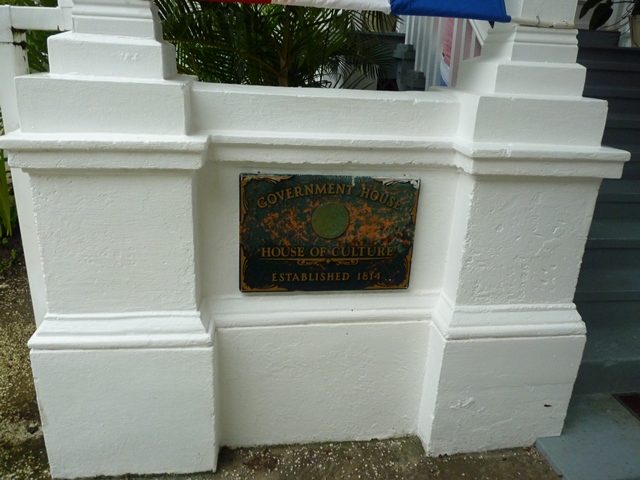 GOVERNMENT HOUSE
HOUSE OF CULTURE
ESTABLISHED 1814